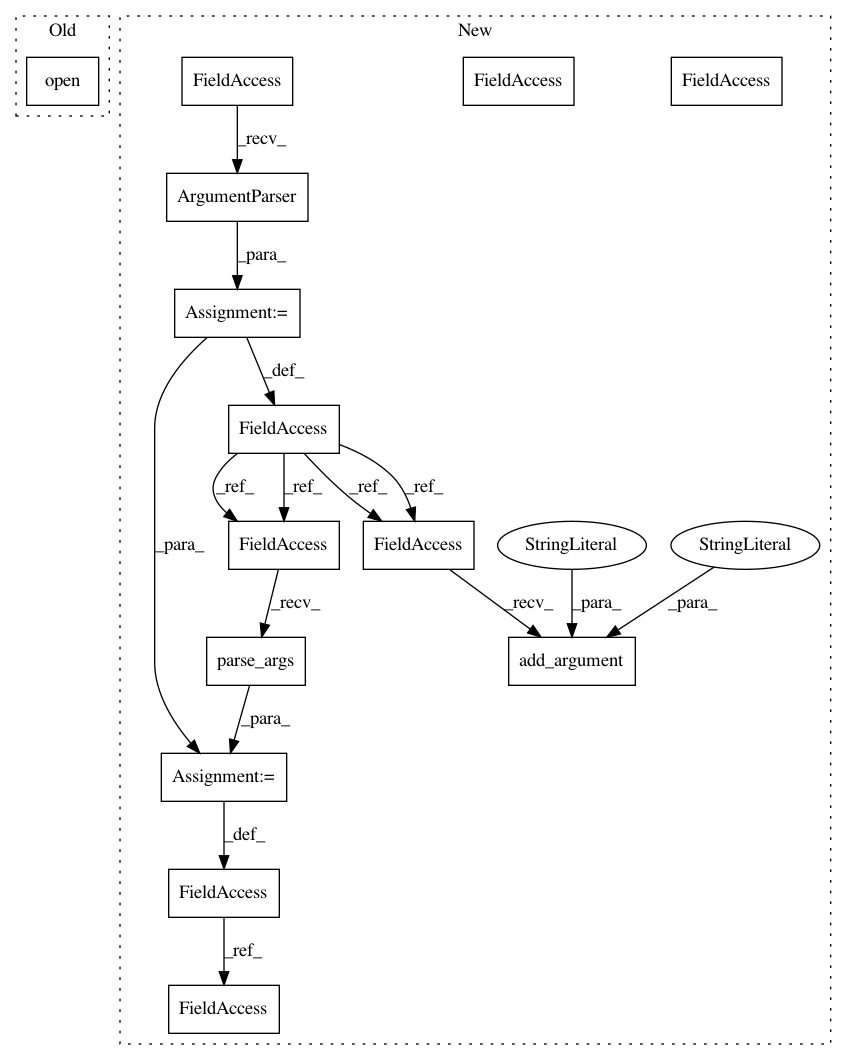 Old
New
open
FieldAccess
FieldAccess
FieldAccess
_recv_
ArgumentParser
_para_
Assignment:=
_def_
FieldAccess
_ref_
_ref_
_ref_
_ref_
_para_
FieldAccess
FieldAccess
StringLiteral
StringLiteral
_recv_
_recv_
_para_
_para_
parse_args
add_argument
_para_
Assignment:=
_def_
FieldAccess
_ref_
FieldAccess